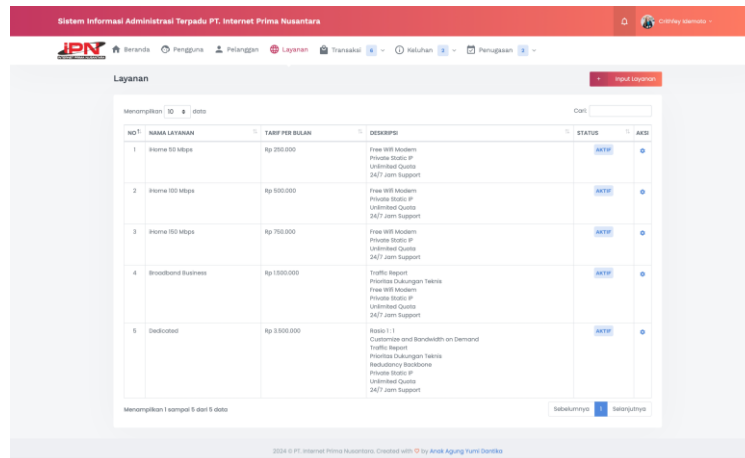 Sistem Informasi Administrasi Terpadu PT. Internet Prima Nusantara
IPN
Beranda Pengguna Pelanggan Layanan Transaksi 6 Keluhan 2 Penugasan 2
Layanan
+ Input Layanan
Menampilkan 10 data
Cari:
NO NAMA LAYANAN TARIF PER BULAN DESKRIPSI STATUS AKSI
1 iHome 50 Mbps Rp 250.000 Free Wifi Modem AKTIF
Private Static IP
Unlimited Quota
24/7 Jam Support
2 iHome 100 Mbps Rp 500.000 Free Wifi Modem AKTIF
Private Static IP
Unlimited Quota
24/7 Jam Support
3 iHome 150 Mbps Rp 750.000 Free Wifi Modem AKTIF
Private Static IP
Unlimited Quota
24/7 Jam Support
4 Broadband Business Rp 1.500.000 Traffic Report AKTIF
Prioritas Dukungan Teknis
Free Wifi Modem
Private Static IP
Unlimited Quota
24/7 Jam Support
5 Dedicated Rp 3.500.000 Rasio 1 : 1 AKTIF
Customize and Bandwidth on Demand
Traffic Report
Prioritas Dukungan Teknis
Redudancy Backbone
Private Static IP
Unlimited Quota
24/7 Jam Support
Menampilkan 1 sampai 5 dari 5 data
Sebelumnya 1 Selanjutnya
2024 © PT. Internet Prima Nusantara. Created with by Anak Agung Yumi Dantika